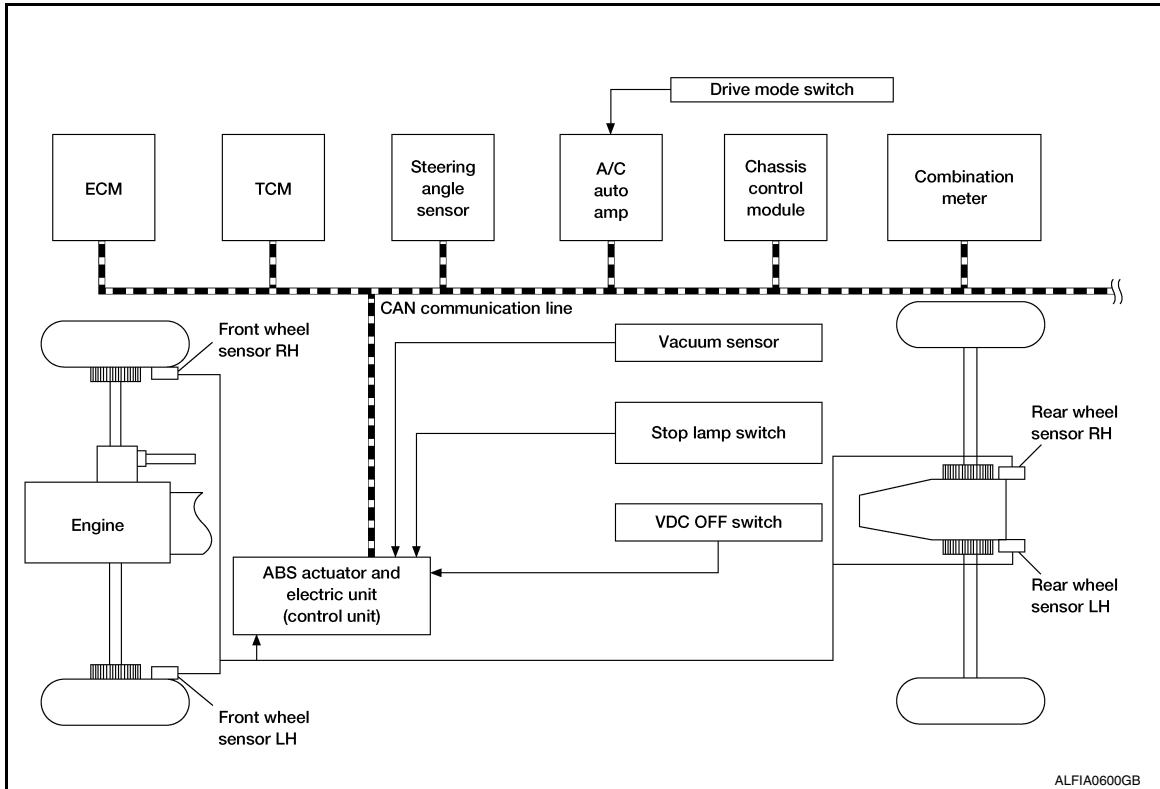 Drive mode switch
ECM
TCM
Steering
angle
sensor
A/C
auto
amp
Chassis
control
module
Combination
meter
CAN communication line
Front wheel
sensor RH
Vacuum sensor
Stop lamp switch
Rear wheel
sensor RH
VDC OFF switch
Engine
ABS actuator and
electric unit
(control unit)
Rear wheel
sensor LH
Front wheel
sensor LH
ALFIA0600GB